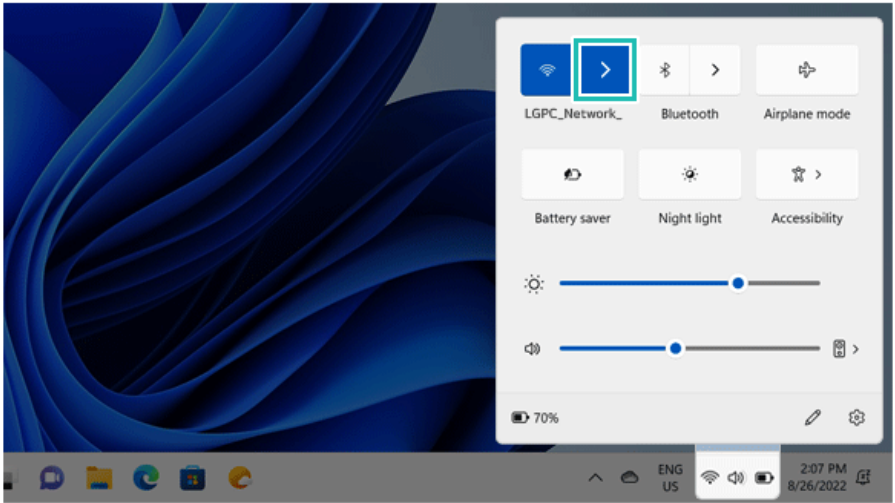 LGPC_Network_
Bluetooth
Airplane mode
Battery saver
Night light
Accessibility
70%
ENG
US
2:07 PM
8/26/2022